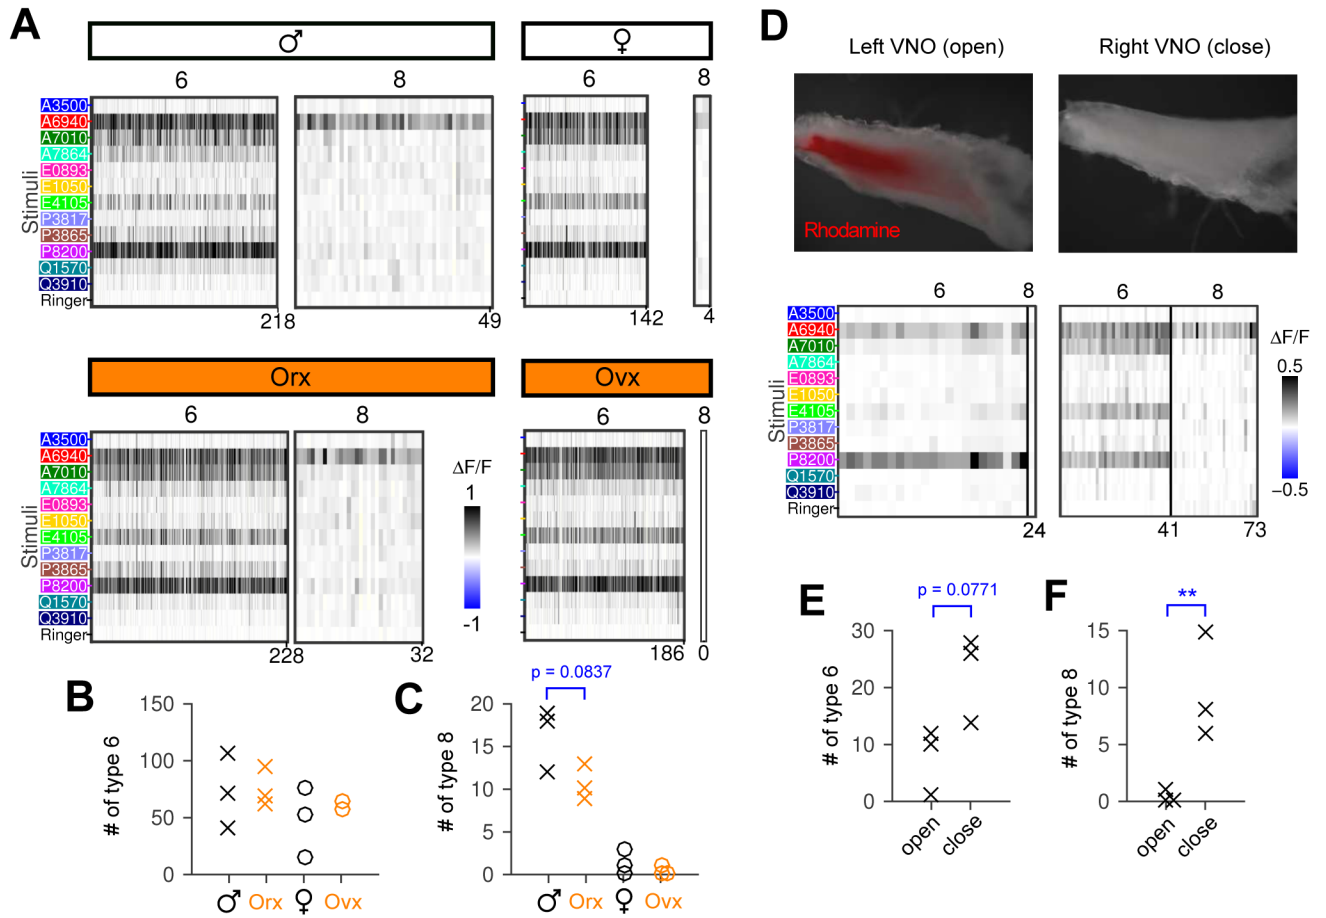 A
♂
♀
6
8
6
8
Stimuli
A3500
A6940
A7010
A7864
E0893
E1050
E4105
P3817
P3865
P8200
Q1570
Q3910
Ringer
218
49
142
4
Orx
Ovx
6
8
6
8
Stimuli
A3500
A6940
A7010
A7864
E0893
E1050
E4105
P3817
P3865
P8200
Q1570
Q3910
Ringer
228
32
186
0
ΔF/F
1
-1
B
# of type 6
150
100
50
0
♂ Orx ♀ Ovx
C
p = 0.0837
# of type 8
20
15
10
5
0
♂ Orx ♀ Ovx
D
Left VNO (open)
Right VNO (close)
Rhodamine
6
8
6
8
Stimuli
A3500
A6940
A7010
A7864
E0893
E1050
E4105
P3817
P3865
P8200
Q1570
Q3910
Ringer
24
41
73
ΔF/F
0.5
−0.5
E
p = 0.0771
# of type 6
30
20
10
0
open
close
F
**
# of type 8
15
10
5
0
open
close